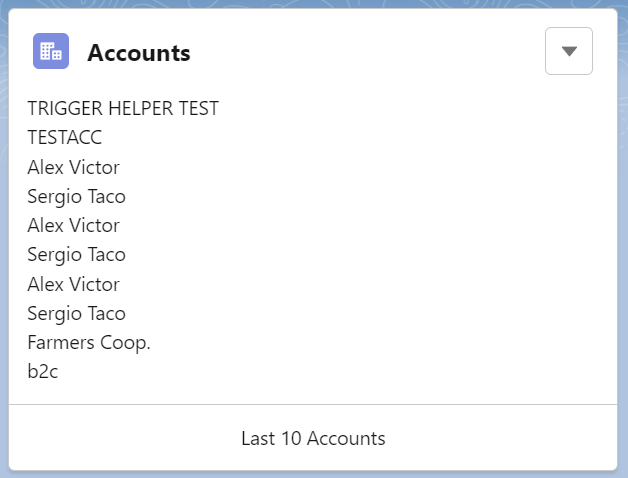 Accounts
TRIGGER HELPER TEST
TESTACC
Alex Victor
Sergio Taco
Alex Victor
Sergio Taco
Alex Victor
Sergio Taco
Farmers Coop.
b2c
Last 10 Accounts